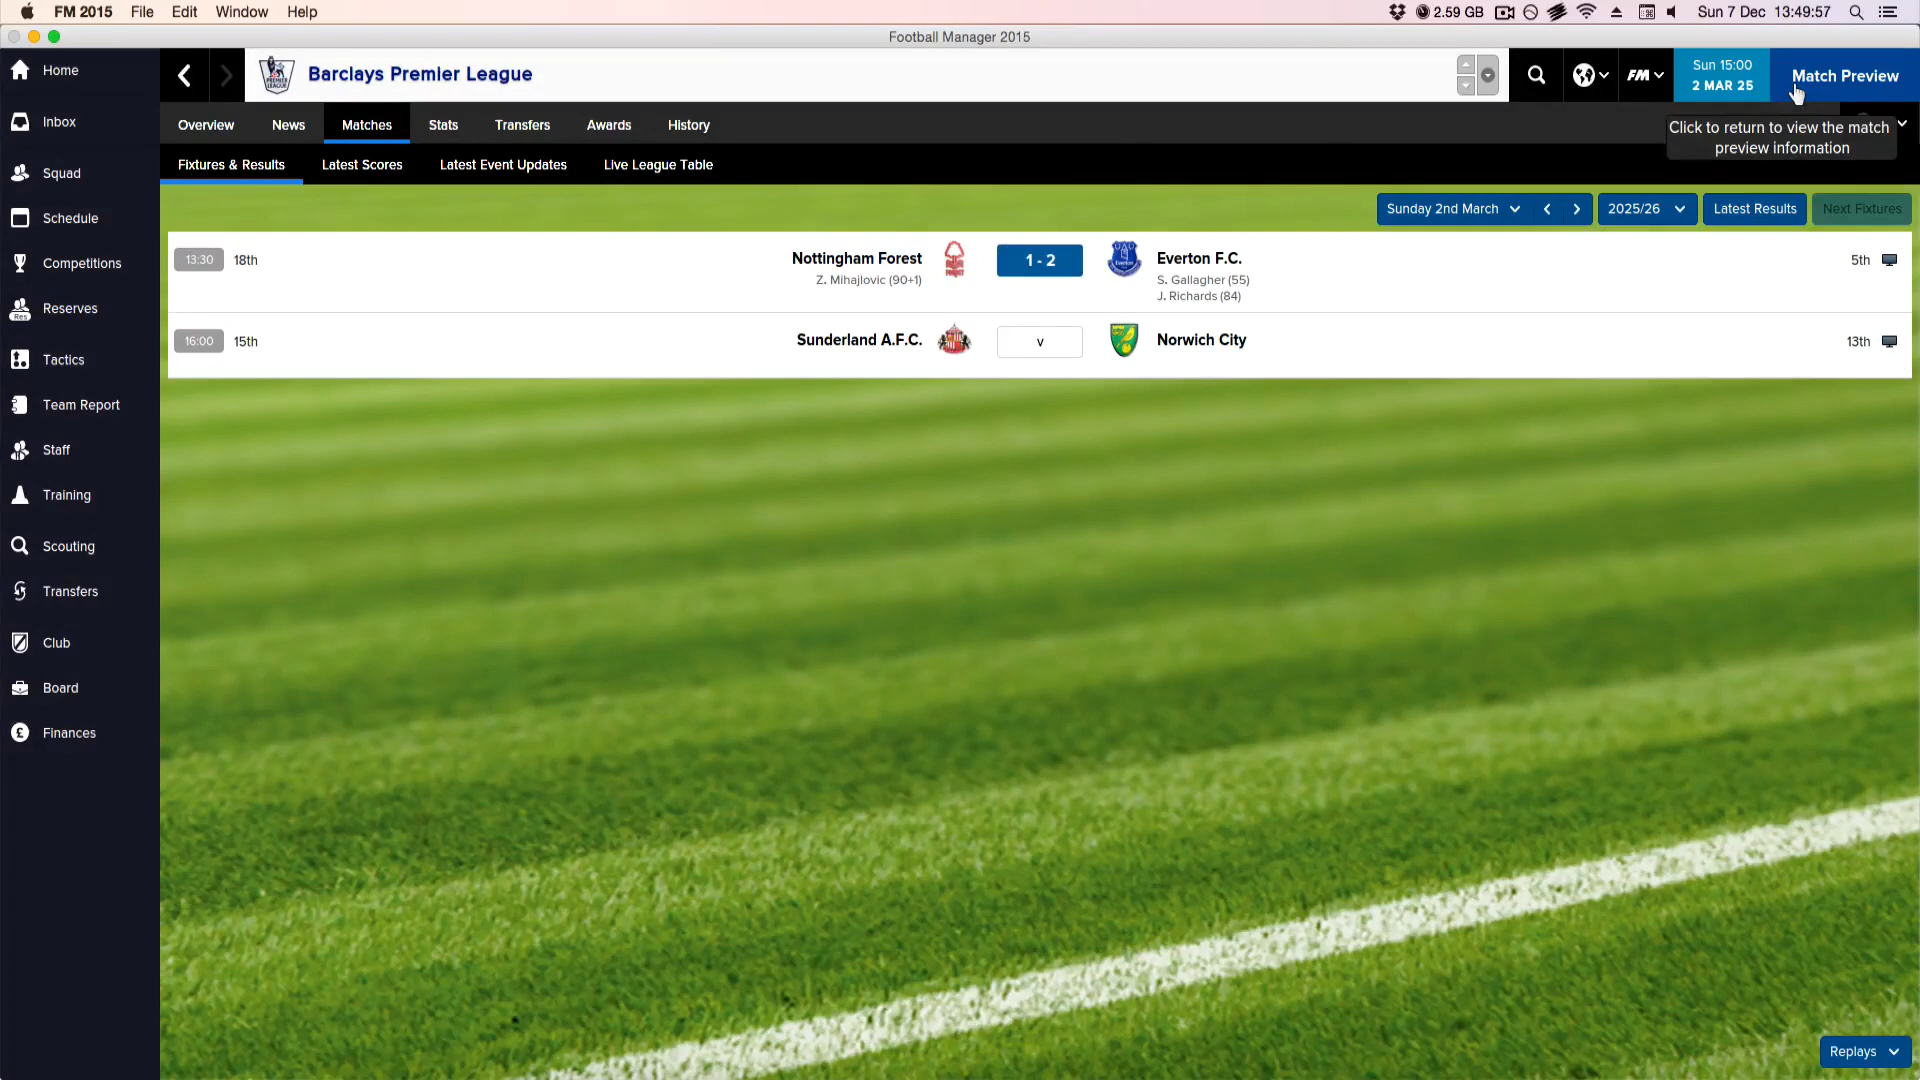 FM 2015 File Edit Window Help 2.59 GB Sun 7 Dec 13:49:57
Football Manager 2015
Home
Inbox
Squad
Schedule
Competitions
Reserves
Tactics
Team Report
Staff
Training
Scouting
Transfers
Club
Board
Finances
Barclays Premier League
FM
Sun 15:00
2 MAR 25
Match Preview
Click to return to view the match
preview information
Overview News Matches Stats Transfers Awards History
Fixtures & Results Latest Scores Latest Event Updates Live League Table
Sunday 2nd March 2025/26 Latest Results Next Fixtures
13:30 18th Nottingham Forest 1 - 2 Everton F.C. 5th
Z. Mihajlovic (90+1) S. Gallagher (55)
J. Richards (84)
16:00 15th Sunderland A.F.C. v Norwich City 13th
Replays